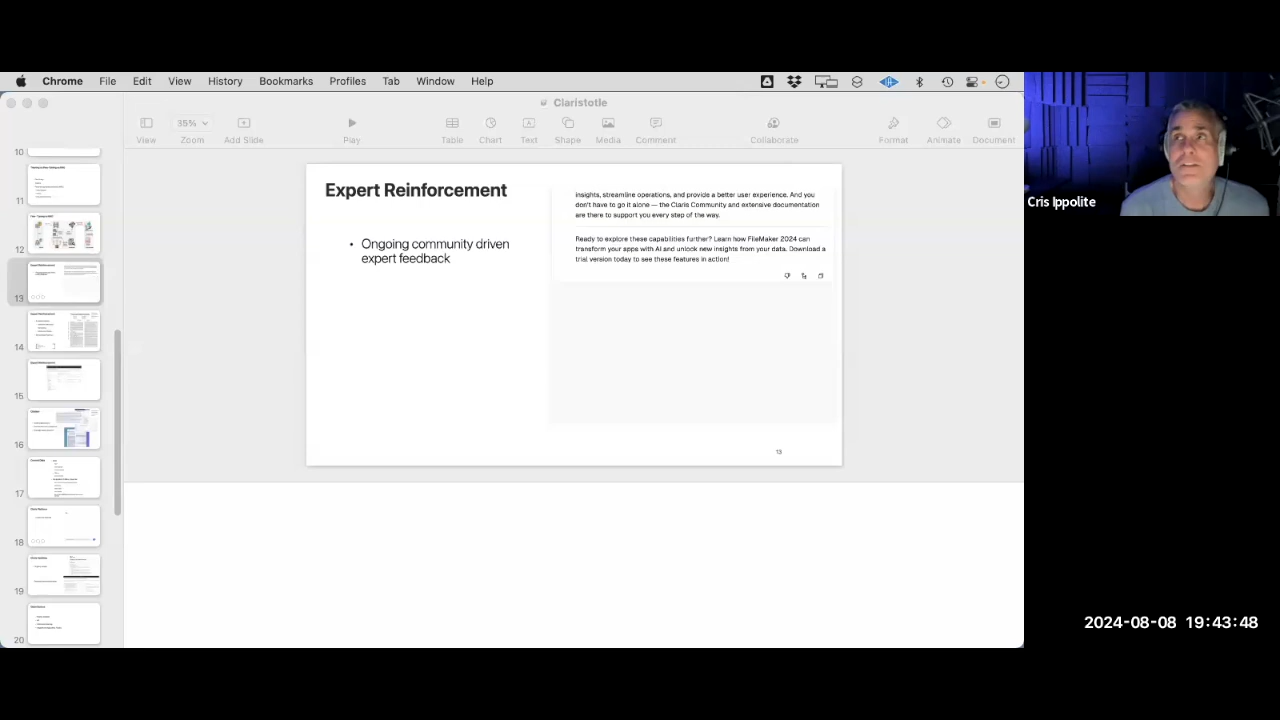 Chrome File Edit View History Bookmarks Profiles Tab Window Help
Claristotle
35%
View Zoom Add Slide Play Table Chart Text Shape Media Comment Collaborate Format Animate Document
10
11
12
13
14
15
16
17
18
19
20
Expert Reinforcement
• Ongoing community driven
expert feedback
insights, streamline operations, and provide a better user experience. And you
don't have to go it alone — the Claris Community and extensive documentation
are there to support you every step of the way.
Ready to explore these capabilities further? Learn how FileMaker 2024 can
transform your apps with AI and unlock new insights from your data. Download a
trial version today to see these features in action!
13
Cris Ippolite
2024-08-08 19:43:48